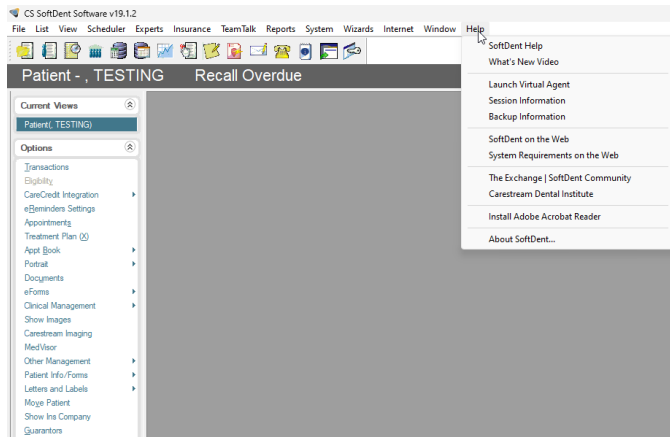 CS SoftDent Software v19.1.2
File List View Scheduler Experts Insurance TeamTalk Reports System Wizards Internet Window Help
Patient - , TESTING Recall Overdue
Current Views
Patient(, TESTING)
Options
Transactions
Eligibility
CareCredit Integration
eReminders Settings
Appointments
Treatment Plan (X)
Appt Book
Portrait
Documents
eForms
Clinical Management
Show Images
Carestream Imaging
MedVisor
Other Management
Patient Info/Forms
Letters and Labels
Move Patient
Show Ins Company
Guarantors
SoftDent Help
What's New Video
Launch Virtual Agent
Session Information
Backup Information
SoftDent on the Web
System Requirements on the Web
The Exchange | SoftDent Community
Carestream Dental Institute
Install Adobe Acrobat Reader
About SoftDent...